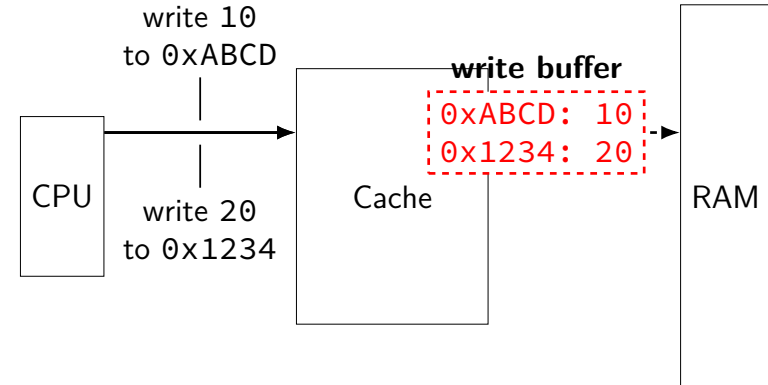 write 10
to 0xABCD
write buffer
0xABCD: 10
0x1234: 20
CPU
Cache
RAM
write 20
to 0x1234